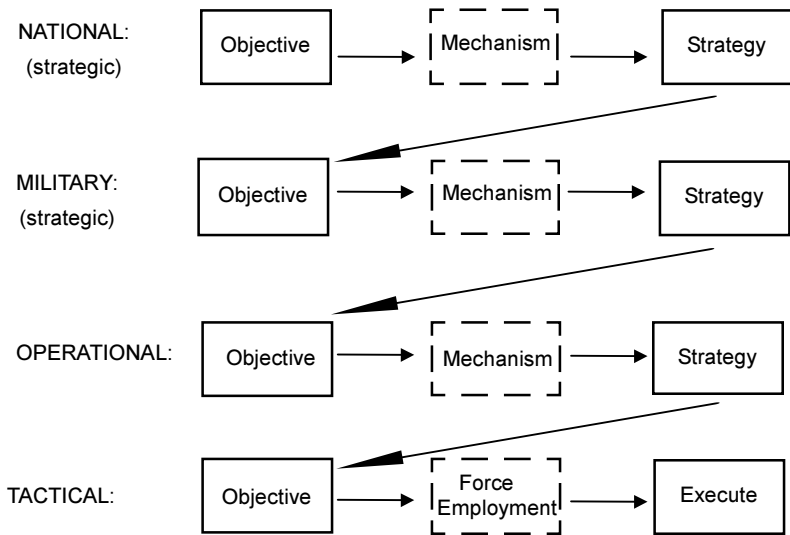 NATIONAL:
(strategic)
Objective
Mechanism
Strategy
MILITARY:
(strategic)
Objective
Mechanism
Strategy
OPERATIONAL:
Objective
Mechanism
Strategy
TACTICAL:
Objective
Force
Employment
Execute